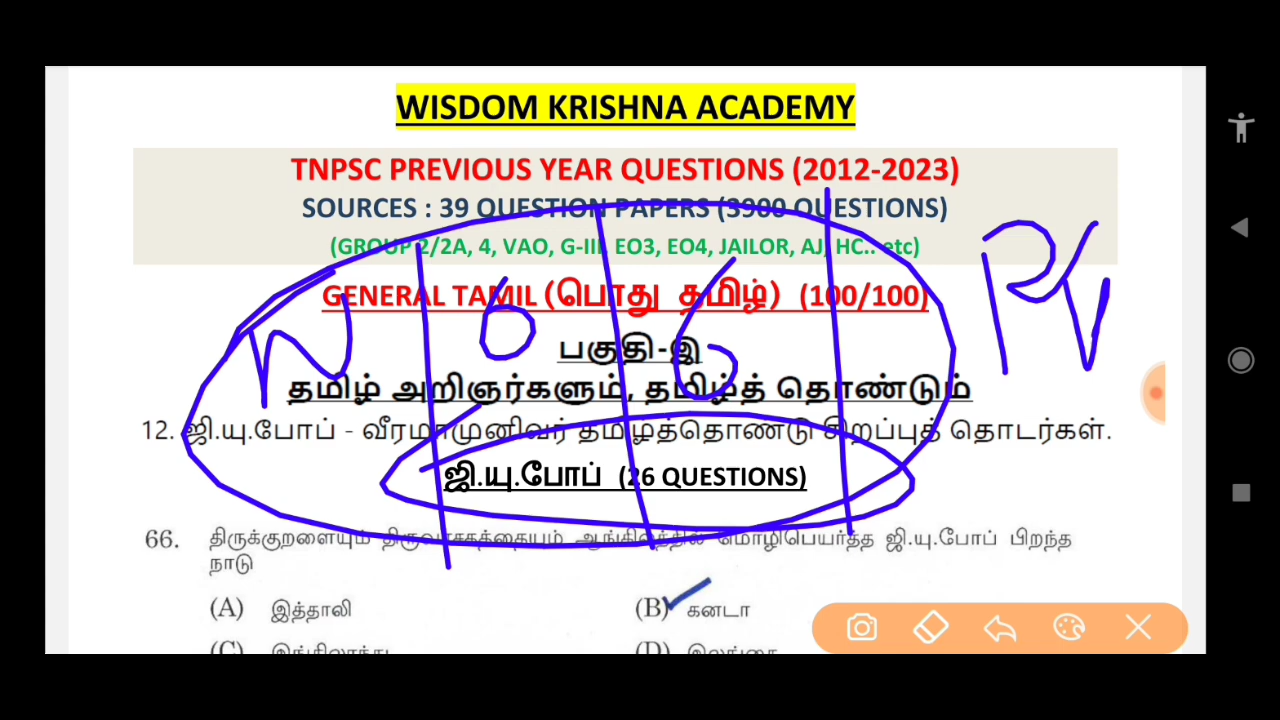 WISDOM KRISHNA ACADEMY
TNPSC PREVIOUS YEAR QUESTIONS (2012-2023)
SOURCES : 39 QUESTION PAPERS (3900 QUESTIONS)
(GROUP 2/2A, 4, VAO, G-III, EO3, EO4, JAILOR, AJ, HC.. etc)
GENERAL TAMIL (பொது தமிழ்) (100/100)
பகுதி-இ
தமிழ் அறிஞர்களும், தமிழ்த் தொண்டும்
12. ஜி.யு.போப் - வீரமாமுனிவர் தமிழ்த்தொண்டு சிறப்புத் தொடர்கள்.
ஜி.யு.போப் (26 QUESTIONS)
66. திருக்குறளையும் திருவாசகத்தையும் ஆங்கிலத்தில் மொழிபெயர்த்த ஜி.யு.போப் பிறந்த
நாடு
(A) இத்தாலி (B) கனடா
(C) இங்கிலாந்து (D) இலங்கை